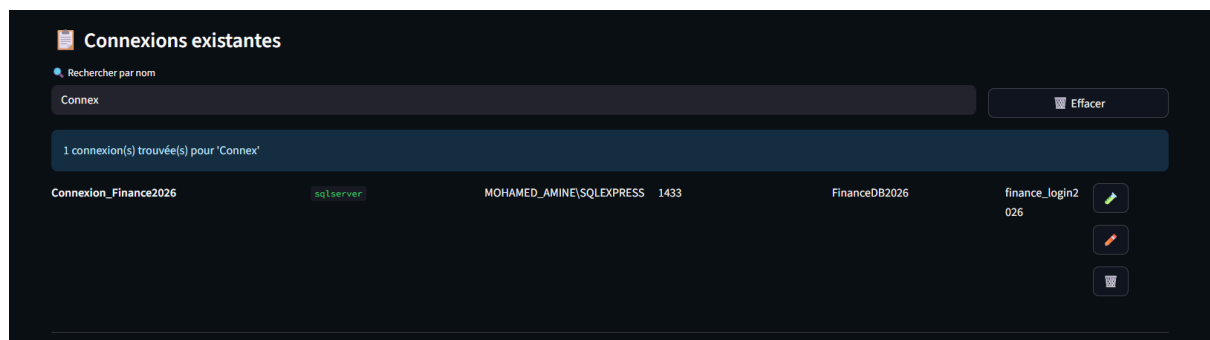 Connexions existantes
Rechercher par nom
Connex
Effacer
1 connexion(s) trouvée(s) pour 'Connex'
Connexion_Finance2026 sqlserver MOHAMED_AMINE\SQLEXPRESS 1433 FinanceDB2026 finance_login2
026